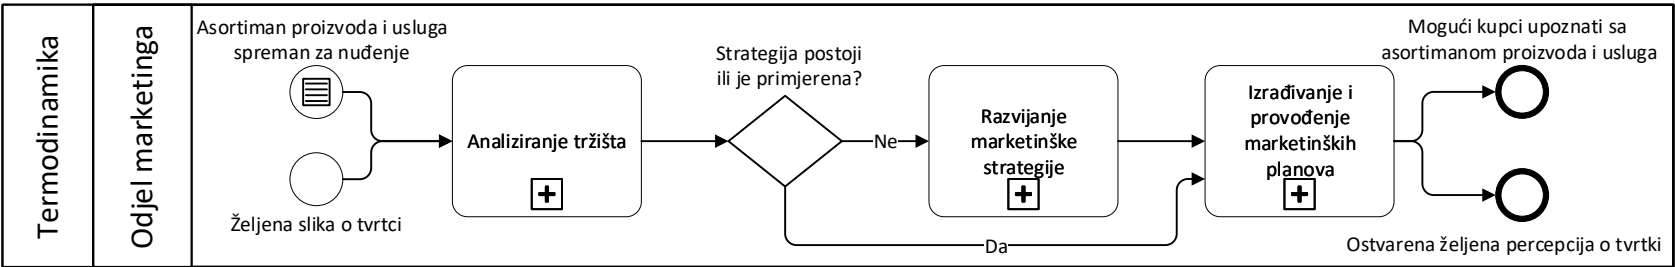 Termodinamika
Odjel marketinga
Asortiman proizvoda i usluga
spreman za nuđenje
Željena slika o tvrtci
Analiziranje tržišta
Strategija postoji
ili je primjerena?
Ne
Da
Razvijanje
marketinške
strategije
Izrađivanje i
provođenje
marketinških
planova
Mogući kupci upoznati sa
asortimanom proizvoda i usluga
Ostvarena željena percepcija o tvrtki